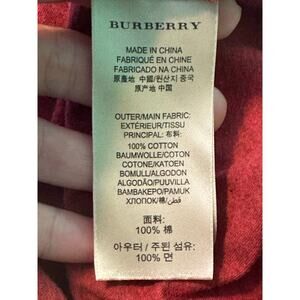 BURBERRY
MADE IN CHINA
FABRIQUÉ EN CHINE
FABRICADO NA CHINA
原產地 中國/원산지 중국
原产地 中国
OUTER/MAIN FABRIC:
EXTÉRIEUR/TISSU
PRINCIPAL: 布料:
100% COTTON
BAUMWOLLE/COTON
COTONE/KATOEN
BOMULL/ALGODON
ALGODÃO/PUUVILLA
BAWEŁNA/PAMUK
ХЛОПОК/棉/قطن
面料:
100% 棉
아우터 / 주된 섬유:
100% 면